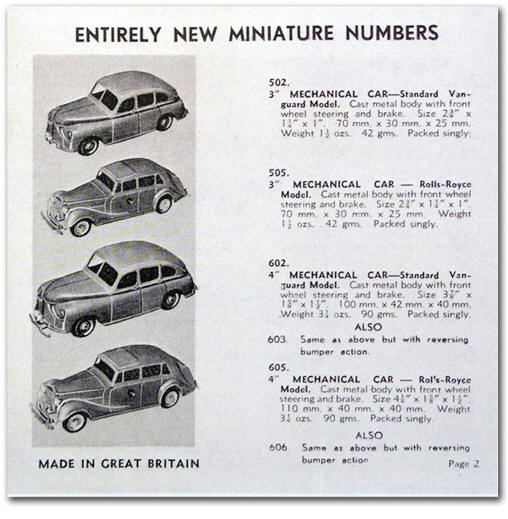 ENTIRELY NEW MINIATURE NUMBERS
502.
3" MECHANICAL CAR—Standard Van-
guard Model. Cast metal body with front
wheel steering and brake. Size 2¾" x
1¼" x 1". 70 mm. x 30 mm. x 25 mm.
Weight 1½ ozs. 42 gms. Packed singly.
505.
3" MECHANICAL CAR — Rolls-Royce
Model. Cast metal body with front wheel
steering and brake. Size 2¾" x 1¼" x 1"
70 mm. x 30 mm. x 25 mm. Weight
1½ oz. 42 gms. Packed singly.
602.
4" MECHANICAL CAR—Standard Van-
guard Model. Cast metal body with front
wheel steering and brake. Size 3⅞" x
1⅝" x 1½". 100 mm. x 42 mm. x 40 mm.
Weight 3¼ ozs. 90 gms. Packed singly.
ALSO
603 Same as above but with reversing
bumper action.
605.
4" MECHANICAL CAR — Rol's-Royce
Model. Cast metal body with front wheel
steering and brake. Size 4⅛" x 1⅝" x 1½".
110 mm. x 40 mm. x 40 mm. Weight
3¼ ozs. 90 gms. Packed singly.
ALSO
606 Same as above but with reversing
bumper action
MADE IN GREAT BRITAIN
Page 2